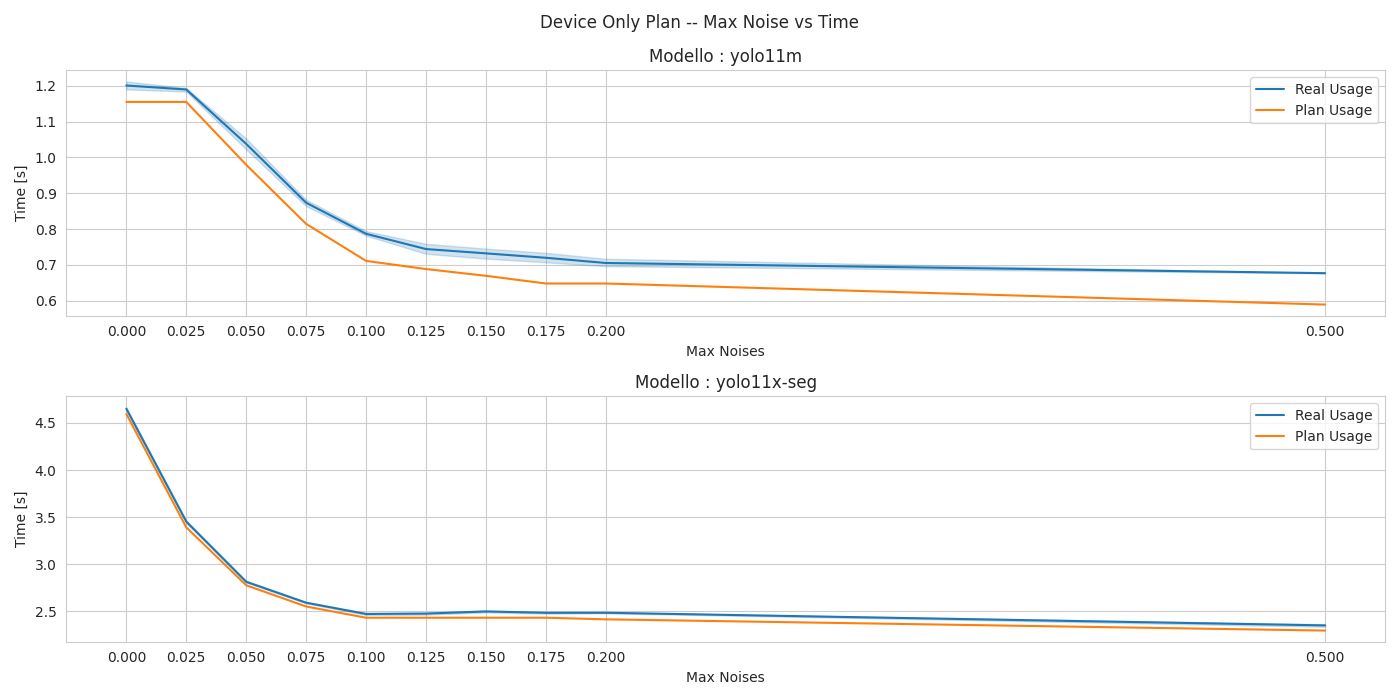 Device Only Plan -- Max Noise vs Time
Modello : yolo11m
Real Usage
Plan Usage
Time [s]
1.2
1.1
1.0
0.9
0.8
0.7
0.6
0.000 0.025 0.050 0.075 0.100 0.125 0.150 0.175 0.200 0.500
Max Noises
Modello : yolo11x-seg
Real Usage
Plan Usage
Time [s]
4.5
4.0
3.5
3.0
2.5
0.000 0.025 0.050 0.075 0.100 0.125 0.150 0.175 0.200 0.500
Max Noises